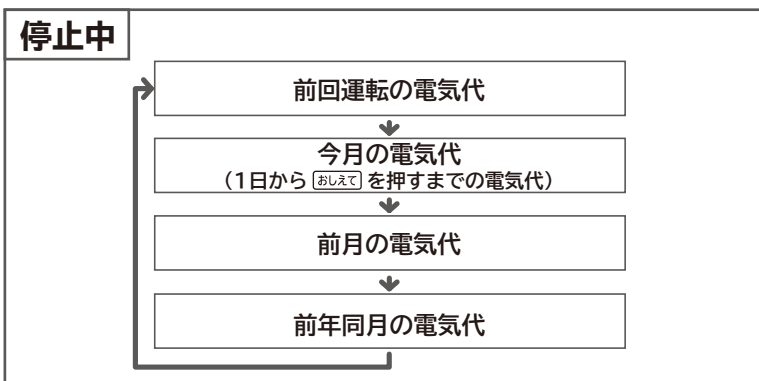 停止中
前回運転の電気代
今月の電気代
（1日から おしえて を押すまでの電気代）
前月の電気代
前年同月の電気代